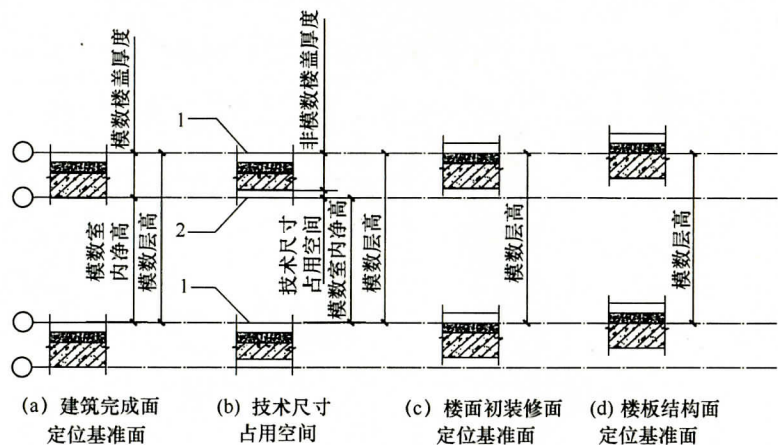 模数楼盖厚度
非模数楼盖厚度
1
2
模数室
内净高
模数层高
1
技术尺寸
占用空间
模数室内净高
模数层高
模数层高
模数层高
(a) 建筑完成面
定位基准面
(b) 技术尺寸
占用空间
(c) 楼面初装修面
定位基准面
(d) 楼板结构面
定位基准面